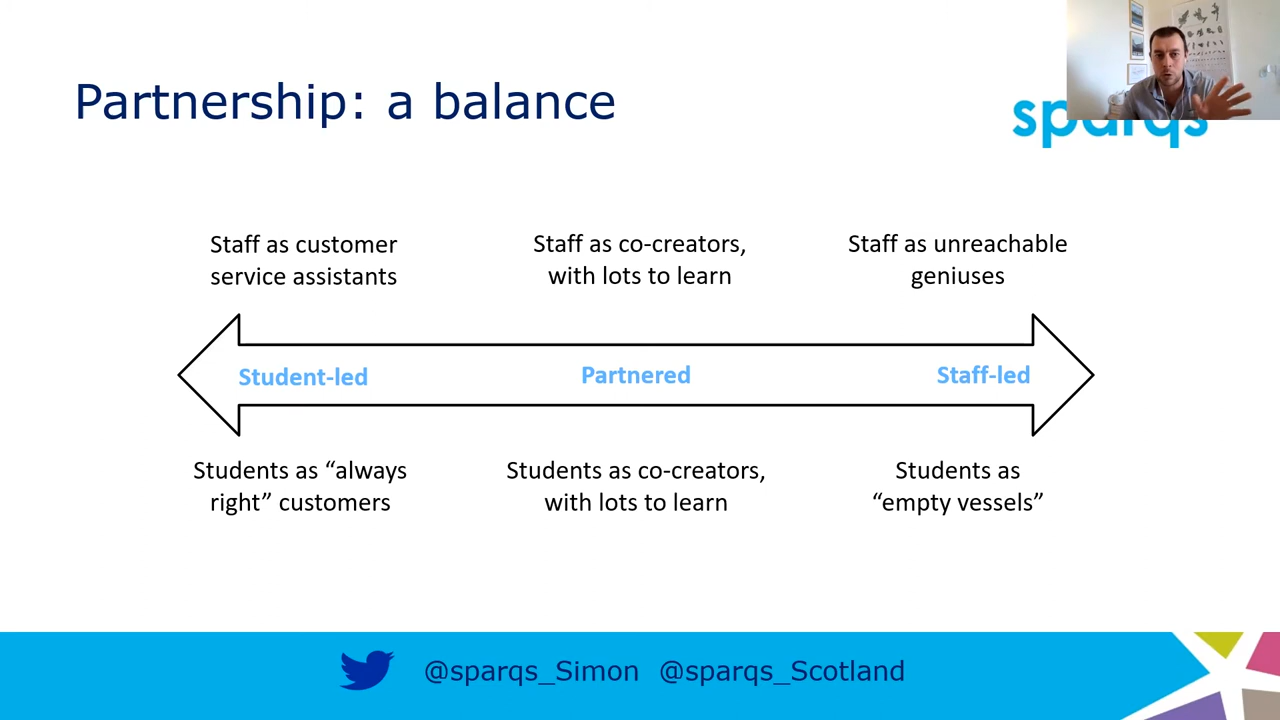 Partnership: a balance
sparqs
Staff as customer
service assistants
Staff as co-creators,
with lots to learn
Staff as unreachable
geniuses
Student-led
Partnered
Staff-led
Students as “always
right” customers
Students as co-creators,
with lots to learn
Students as
“empty vessels”
@sparqs_Simon @sparqs_Scotland